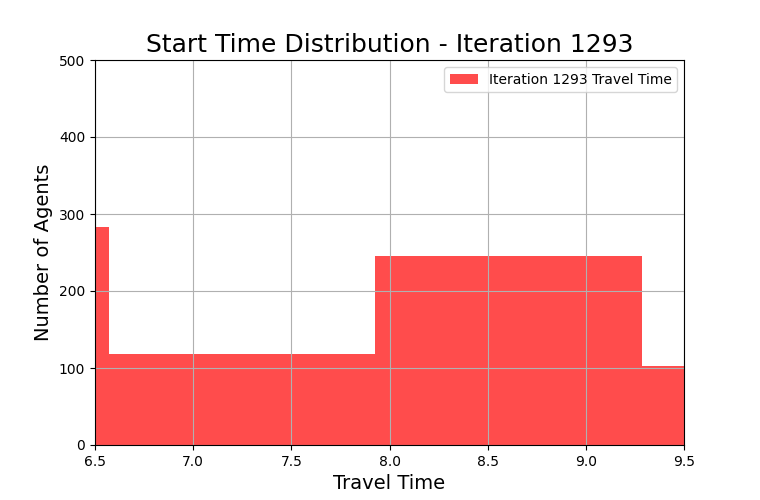 Start Time Distribution - Iteration 1293
Iteration 1293 Travel Time
Number of Agents
500
400
300
200
100
0
6.5 7.0 7.5 8.0 8.5 9.0 9.5
Travel Time